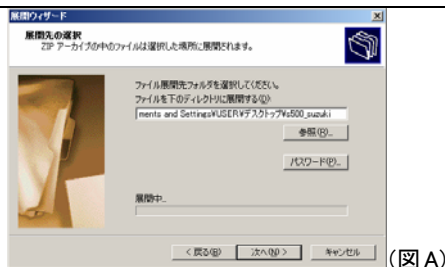 展開ウィザード
展開先の選択
ZIP アーカイブの中のファイルは選択した場所に展開されます。
ファイル展開先フォルダを選択してください。
ファイルを下のディレクトリに展開する(D)
ments and Settings¥USER¥デスクトップ¥s500_suzuki
参照(R)...
パスワード(P)...
展開中...
< 戻る(B)
次へ(N) >
キャンセル
(図 A)